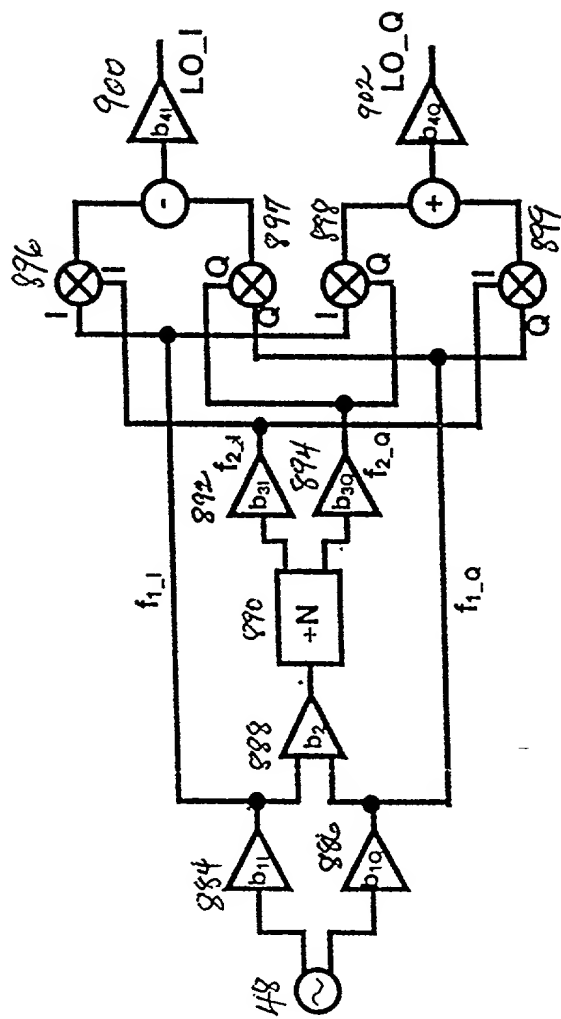 48
884
b1I
886
b1Q
888
b2
f1_I
f1_Q
890
+N
892
b3I
f2_I
894
b3Q
f2_Q
896
I
I
Q
897
Q
898
I
Q
I
899
Q
-
+
900
b4I
LO_I
902
b4Q
LO_Q